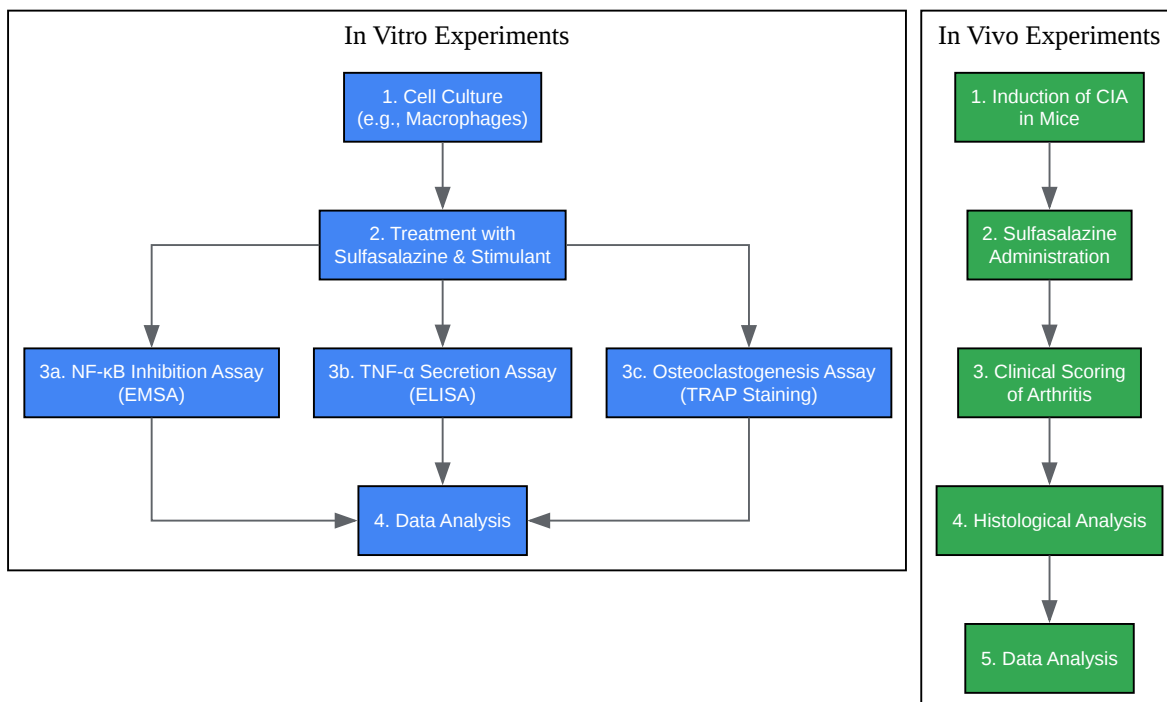 In Vitro Experiments
1. Cell Culture
(e.g., Macrophages)
2. Treatment with
Sulfasalazine & Stimulant
3a. NF-κB Inhibition Assay
(EMSA)
3b. TNF-α Secretion Assay
(ELISA)
3c. Osteoclastogenesis Assay
(TRAP Staining)
4. Data Analysis
In Vivo Experiments
1. Induction of CIA
in Mice
2. Sulfasalazine
Administration
3. Clinical Scoring
of Arthritis
4. Histological Analysis
5. Data Analysis